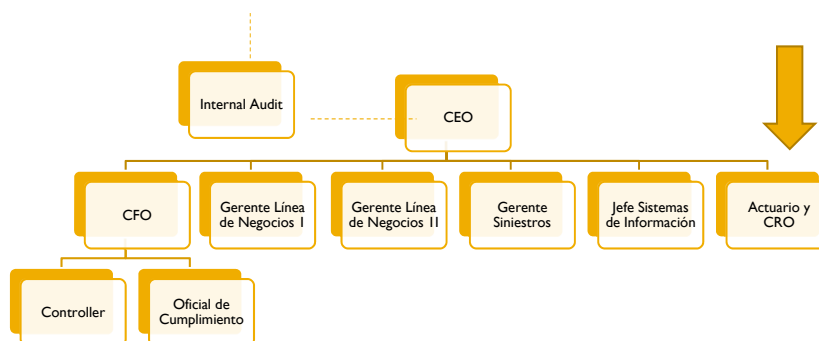 Internal Audit
CEO
CFO
Gerente Línea
de Negocios I
Gerente Línea
de Negocios II
Gerente
Siniestros
Jefe Sistemas
de Información
Actuario y
CRO
Controller
Oficial de
Cumplimiento